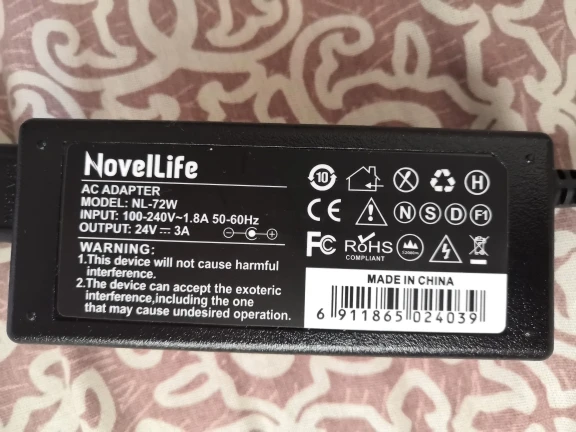 NovelLife
AC ADAPTER
MODEL: NL-72W
INPUT: 100-240V~1.8A 50-60Hz
OUTPUT: 24V⎓3A
WARNING:
1.This device will not cause harmful
interference.
2.The device can accept the exoteric
interference,including the one
that may cause undesired operation.
10
H
CE
N S D F1
FC RoHS
COMPLIANT
MADE IN CHINA
6 911865 024039